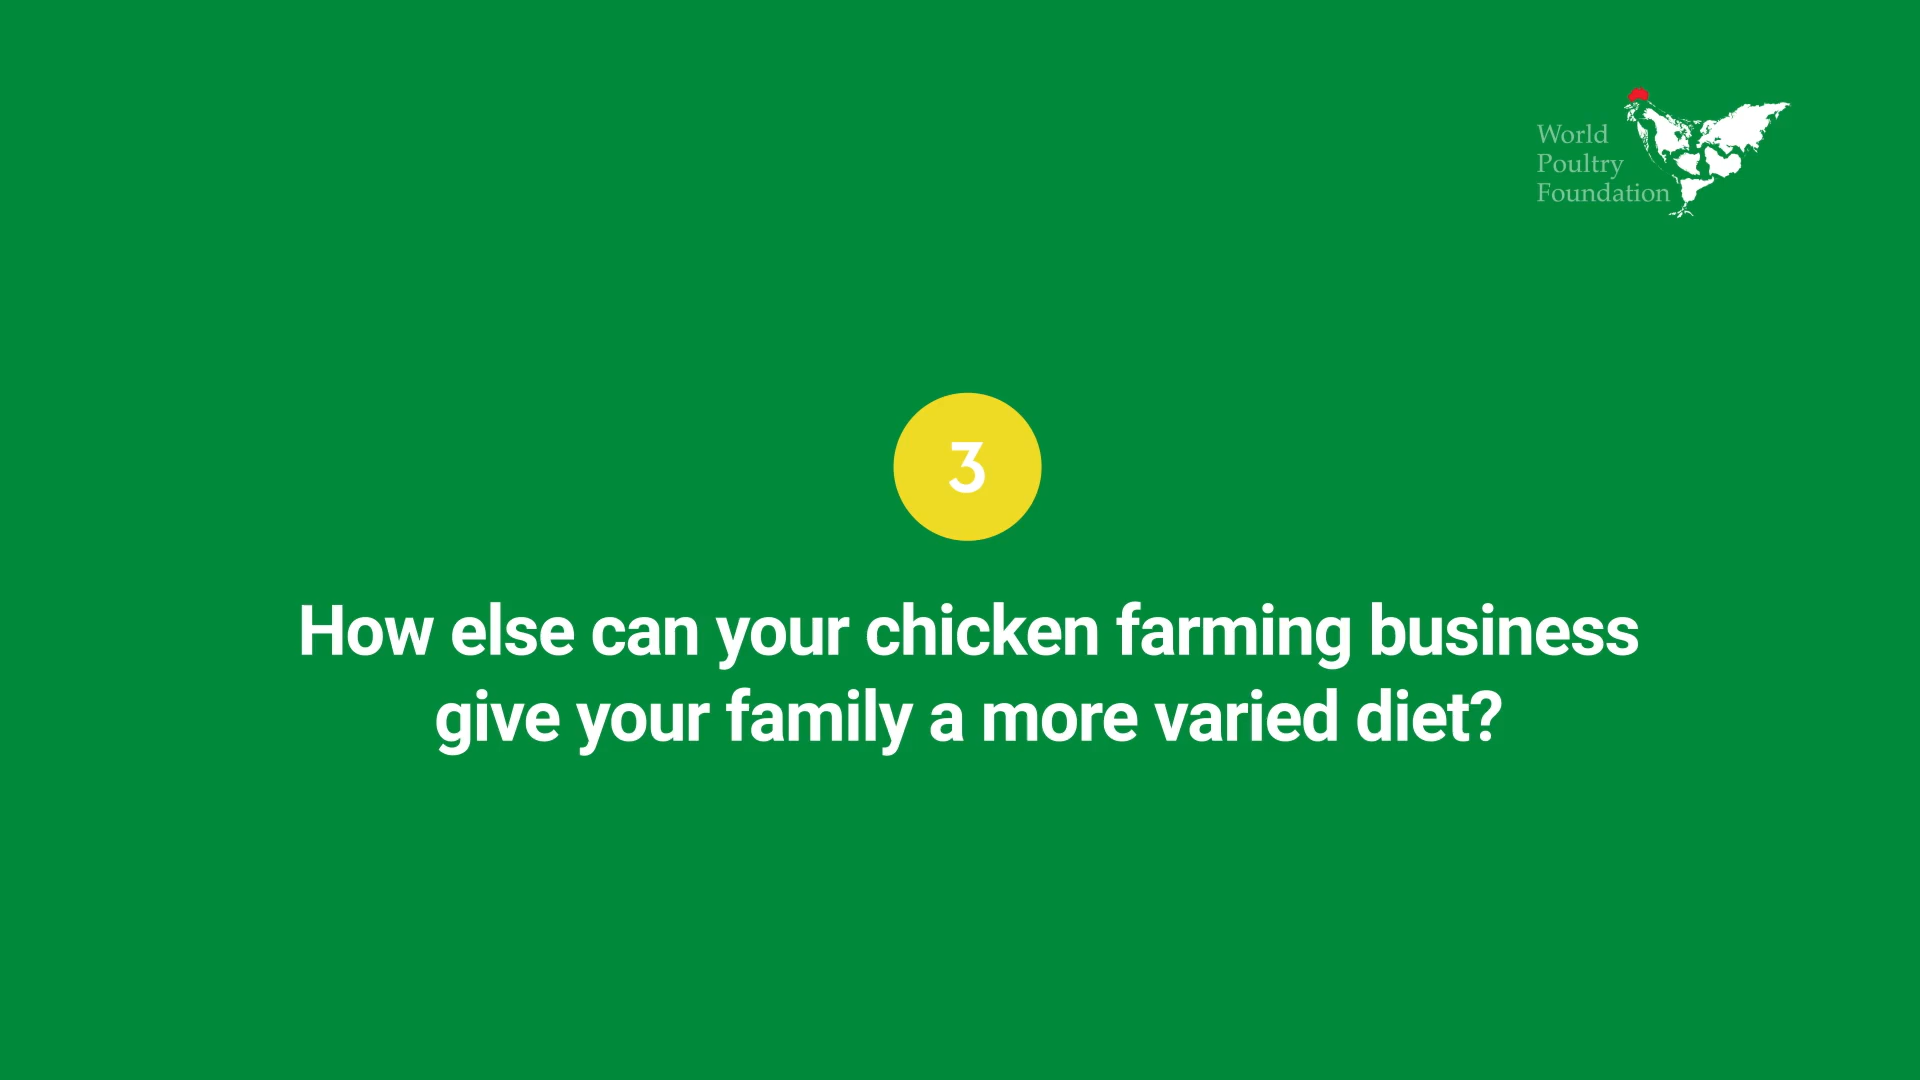 World
Poultry
Foundation
3
How else can your chicken farming business
give your family a more varied diet?